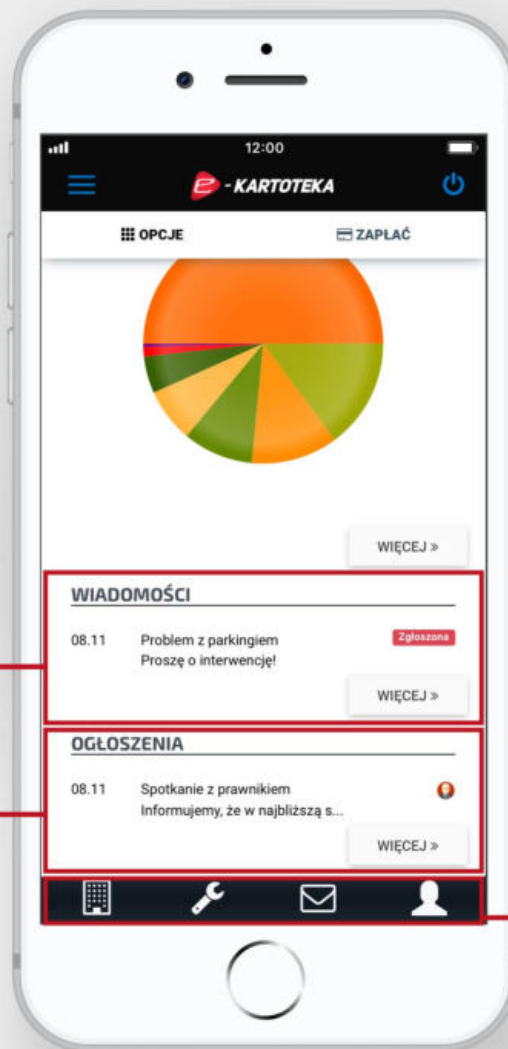 12:00
e - KARTOTEKA
OPCJE
ZAPŁAĆ
WIĘCEJ »
WIADOMOŚCI
08.11 Problem z parkingiem Zgłoszona
Proszę o interwencję!
WIĘCEJ »
OGŁOSZENIA
08.11 Spotkanie z prawnikiem
Informujemy, że w najbliższą s...
WIĘCEJ »